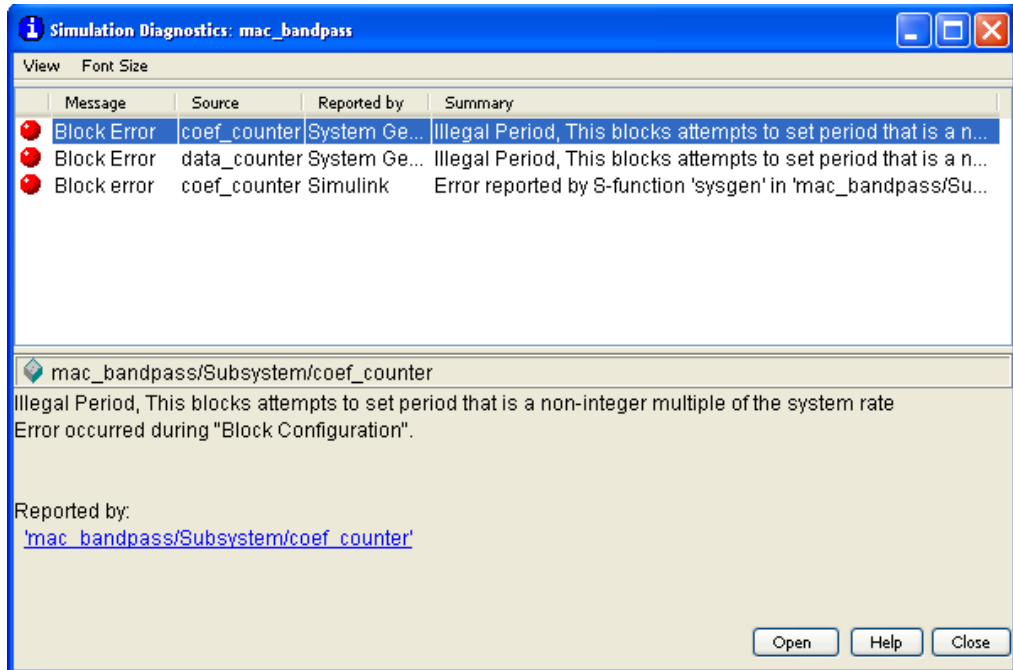 Simulation Diagnostics: mac_bandpass
View Font Size
Message Source Reported by Summary
Block Error coef_counter System Ge... Illegal Period, This blocks attempts to set period that is a n...
Block Error data_counter System Ge... Illegal Period, This blocks attempts to set period that is a n...
Block error coef_counter Simulink Error reported by S-function 'sysgen' in 'mac_bandpass/Su...
mac_bandpass/Subsystem/coef_counter
Illegal Period, This blocks attempts to set period that is a non-integer multiple of the system rate
Error occurred during "Block Configuration".
Reported by:
'mac_bandpass/Subsystem/coef_counter'
Open Help Close